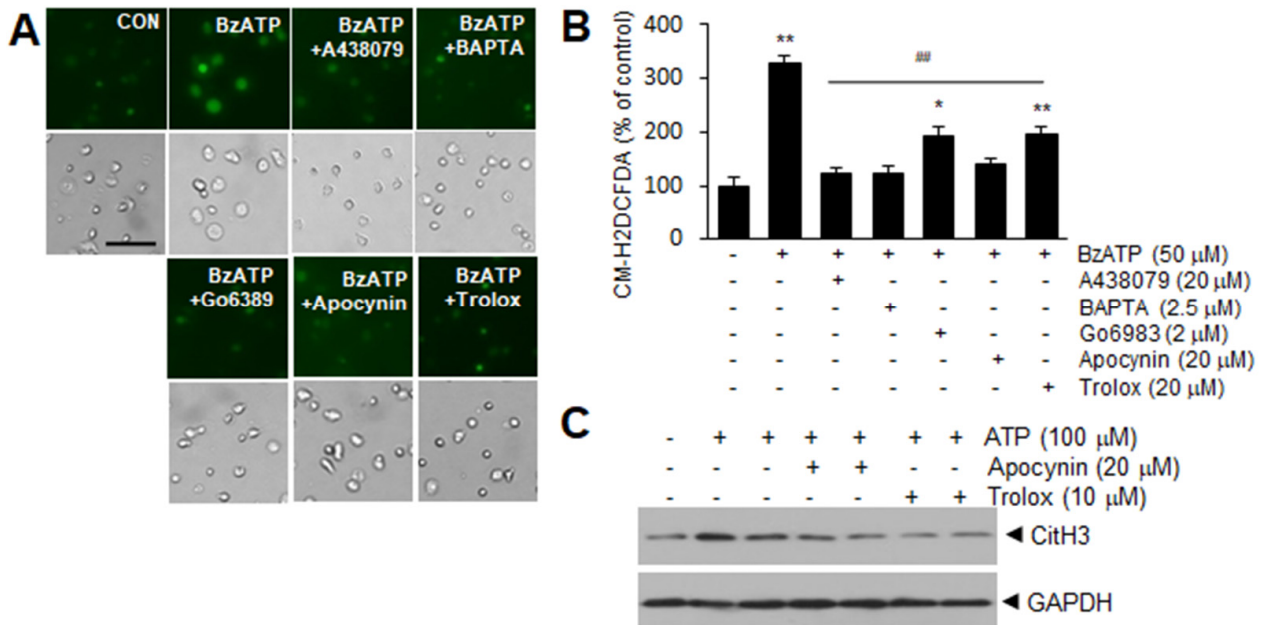 A
CON
BzATP
BzATP
+A438079
BzATP
+BAPTA
BzATP
+Go6389
BzATP
+Apocynin
BzATP
+Trolox
B
CM-H2DCFDA (% of control)
400
300
200
100
0
**
##
*
**
- + + + + + + BzATP (50 µM)
- - + - - - - A438079 (20 µM)
- - - + - - - BAPTA (2.5 µM)
- - - - + - - Go6983 (2 µM)
- - - - - + - Apocynin (20 µM)
- - - - - - + Trolox (20 µM)
C
- + + + + + + ATP (100 µM)
- - - + + - - Apocynin (20 µM)
- - - - - + + Trolox (10 µM)
CitH3
GAPDH